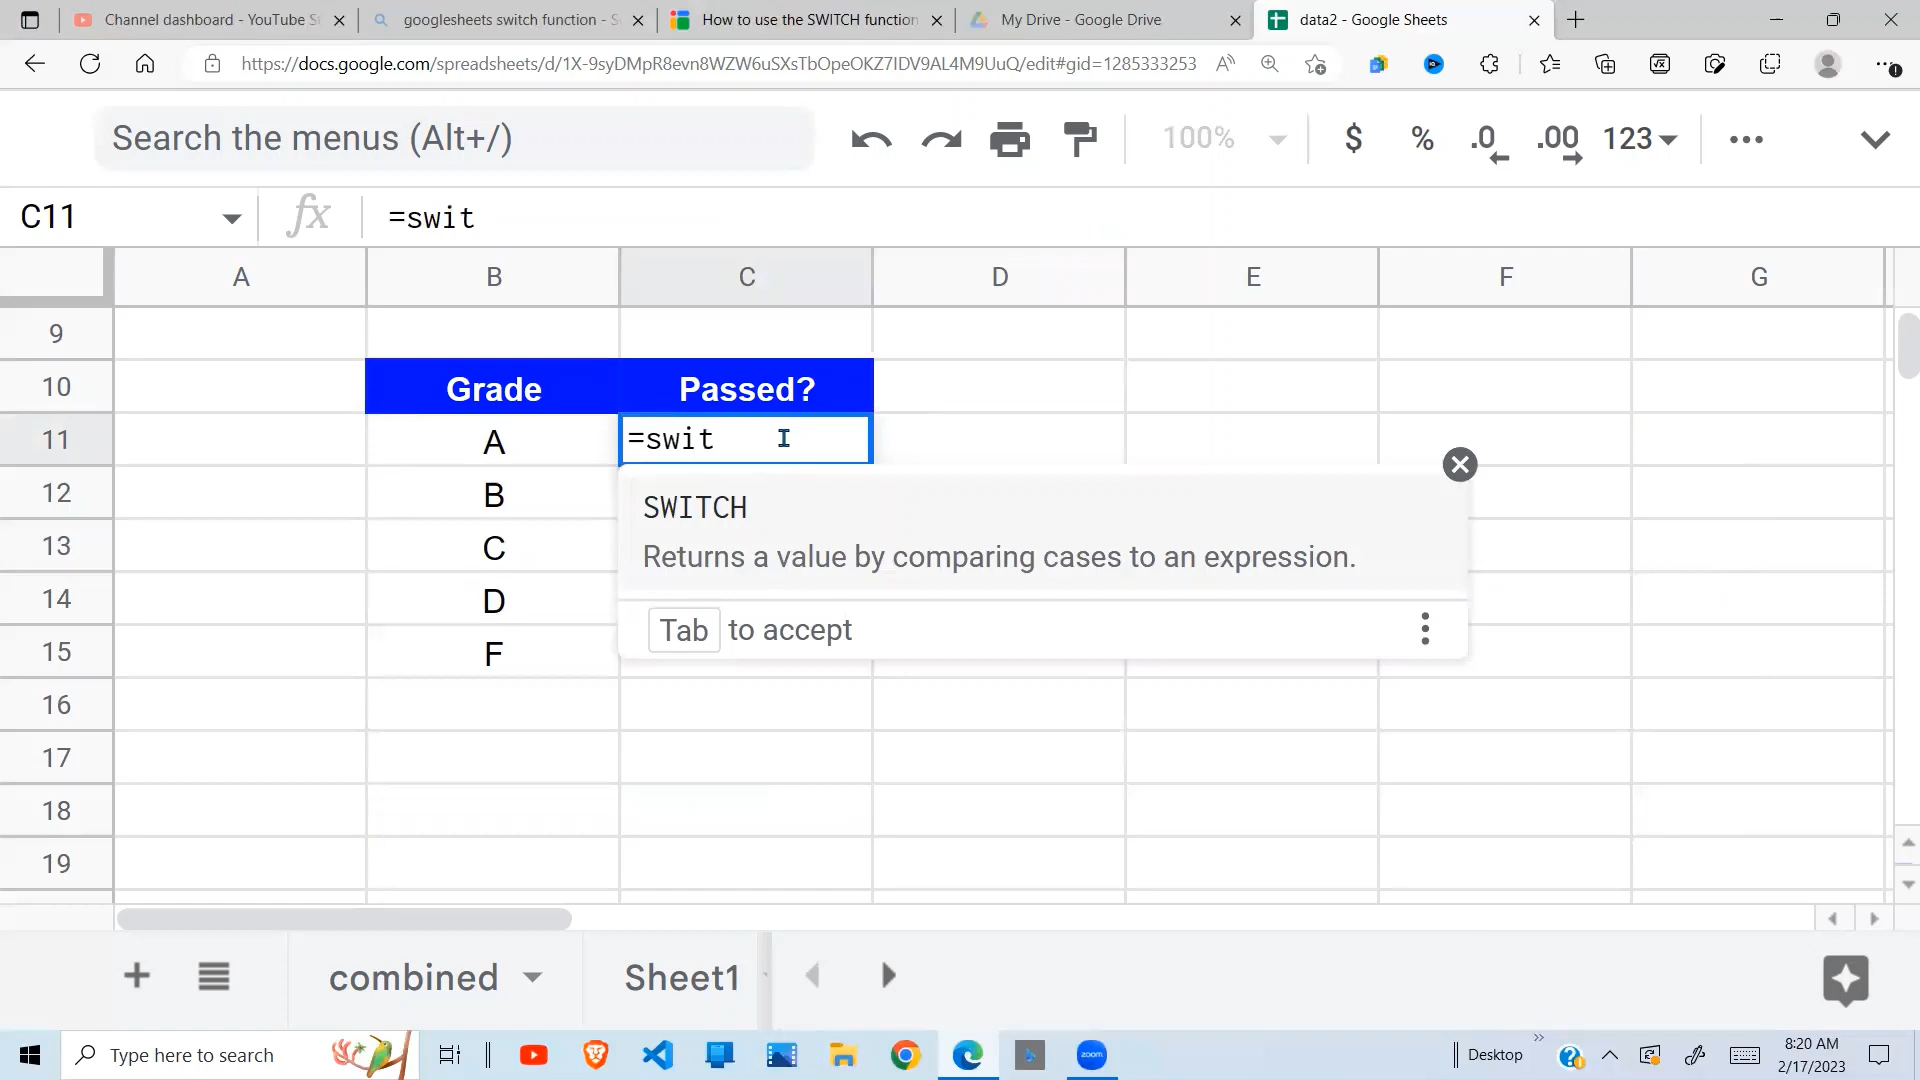 Channel dashboard - YouTube S
googlesheets switch function - S
How to use the SWITCH function
My Drive - Google Drive
data2 - Google Sheets
https://docs.google.com/spreadsheets/d/1X-9syDMpR8evn8WZW6uSXsTbOpeOKZ7IDV9AL4M9UuQ/edit#gid=1285333253
Search the menus (Alt+/)
100%
$
%
.0
.00
123
C11
fx
=swit
A B C D E F G
9
10 Grade Passed?
11 A =swit
12 B
13 C
14 D
15 F
SWITCH
Returns a value by comparing cases to an expression.
Tab to accept
16
17
18
19
combined
Sheet1
Type here to search
zoom
Desktop
8:20 AM
2/17/2023